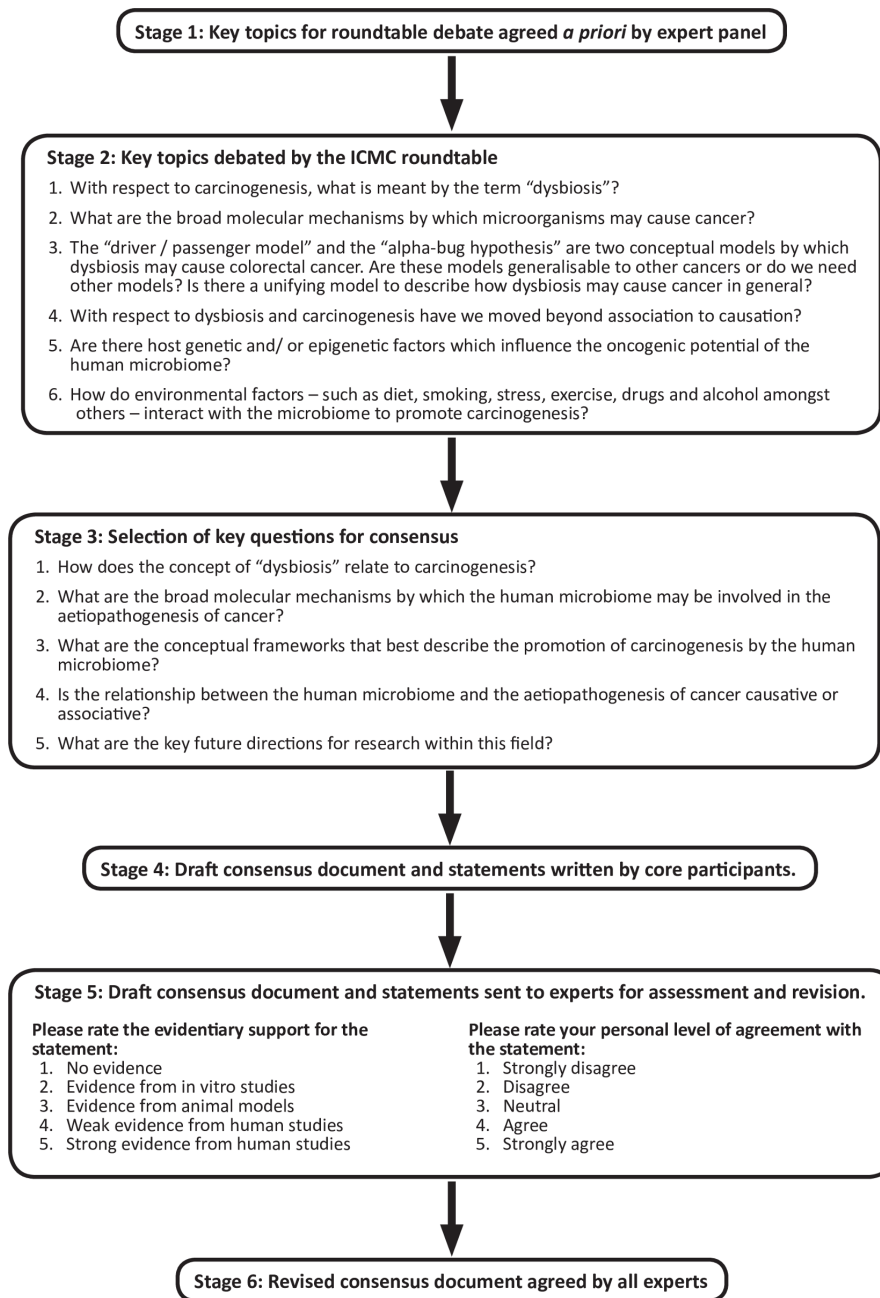 Stage 1: Key topics for roundtable debate agreed a priori by expert panel
Stage 2: Key topics debated by the ICMC roundtable
1. With respect to carcinogenesis, what is meant by the term “dysbiosis”?
2. What are the broad molecular mechanisms by which microorganisms may cause cancer?
3. The “driver / passenger model” and the “alpha-bug hypothesis” are two conceptual models by which
dysbiosis may cause colorectal cancer. Are these models generalisable to other cancers or do we need
other models? Is there a unifying model to describe how dysbiosis may cause cancer in general?
4. With respect to dysbiosis and carcinogenesis have we moved beyond association to causation?
5. Are there host genetic and/ or epigenetic factors which influence the oncogenic potential of the
human microbiome?
6. How do environmental factors – such as diet, smoking, stress, exercise, drugs and alcohol amongst
others – interact with the microbiome to promote carcinogenesis?
Stage 3: Selection of key questions for consensus
1. How does the concept of “dysbiosis” relate to carcinogenesis?
2. What are the broad molecular mechanisms by which the human microbiome may be involved in the
aetiopathogenesis of cancer?
3. What are the conceptual frameworks that best describe the promotion of carcinogenesis by the human
microbiome?
4. Is the relationship between the human microbiome and the aetiopathogenesis of cancer causative or
associative?
5. What are the key future directions for research within this field?
Stage 4: Draft consensus document and statements written by core participants.
Stage 5: Draft consensus document and statements sent to experts for assessment and revision.
Please rate the evidentiary support for the
statement:
1. No evidence
2. Evidence from in vitro studies
3. Evidence from animal models
4. Weak evidence from human studies
5. Strong evidence from human studies
Please rate your personal level of agreement with
the statement:
1. Strongly disagree
2. Disagree
3. Neutral
4. Agree
5. Strongly agree
Stage 6: Revised consensus document agreed by all experts